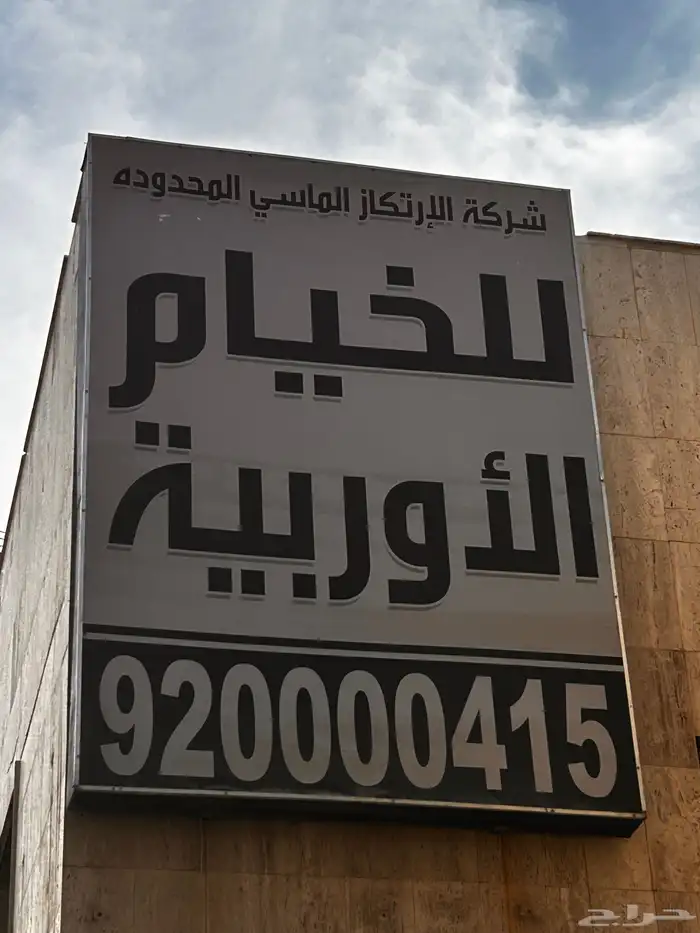 شركة الإرتكاز الماسي المحدوده
للخيام
الأوربية
920000415
حراج